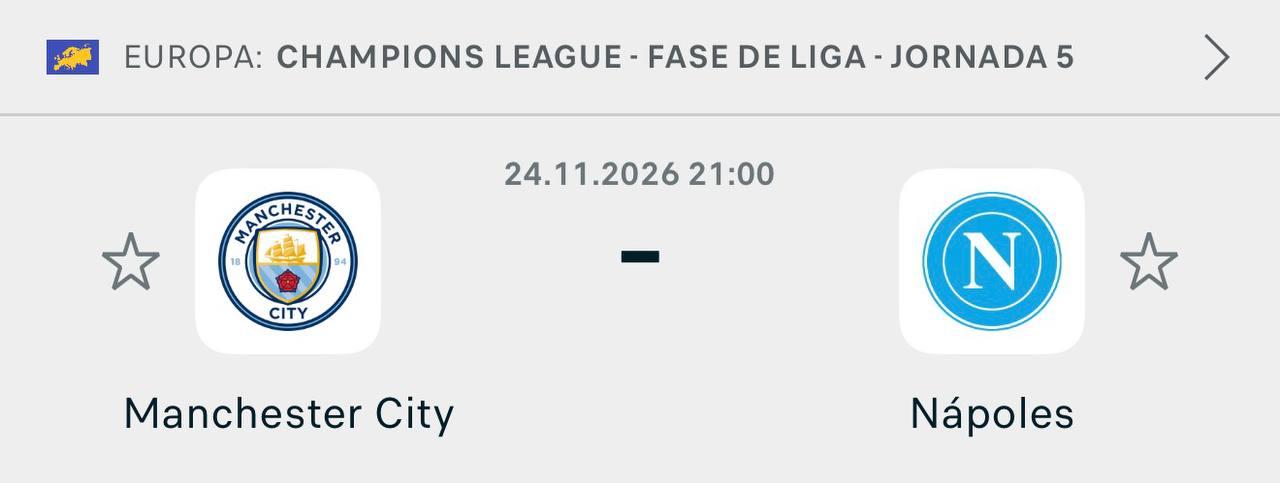 EUROPA: CHAMPIONS LEAGUE - FASE DE LIGA - JORNADA 5
24.11.2026 21:00
MANCHESTER
18 94
CITY
N
-
Manchester City
Nápoles